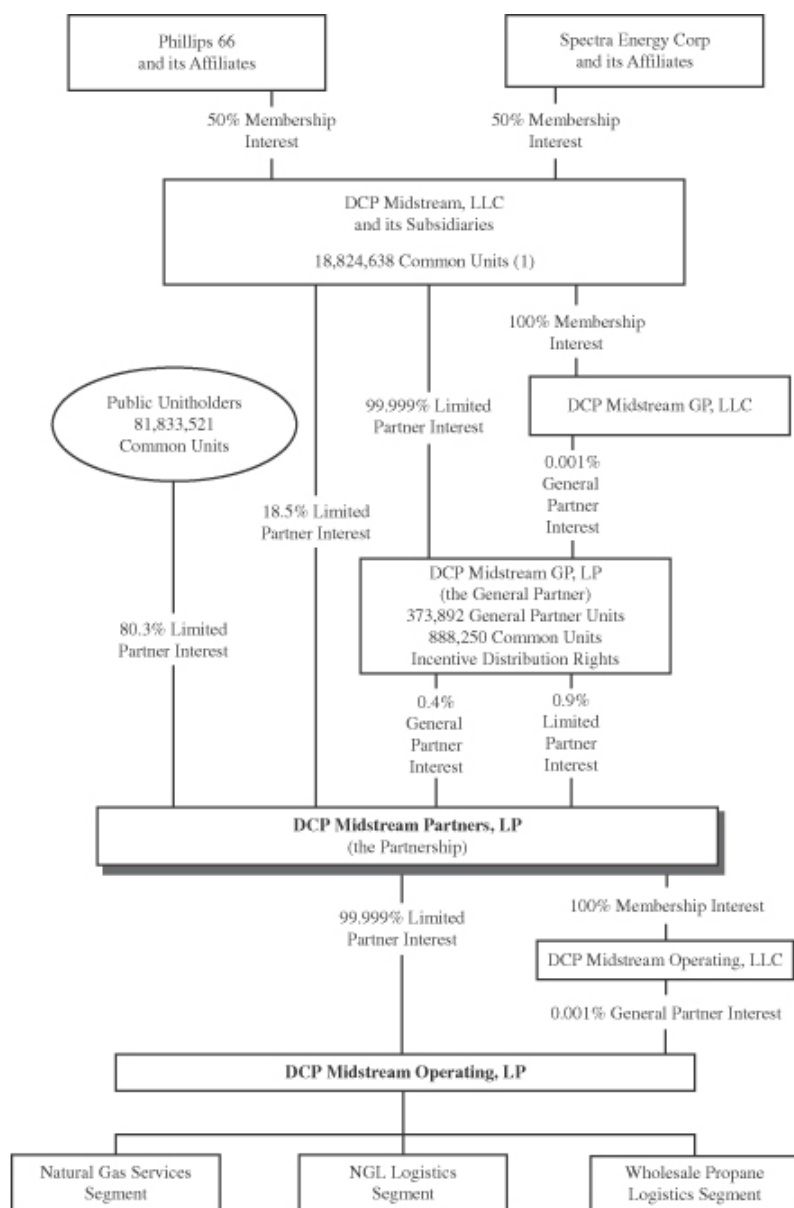 Phillips 66
and its Affiliates
Spectra Energy Corp
and its Affiliates
50% Membership
Interest
50% Membership
Interest
DCP Midstream, LLC
and its Subsidiaries
18,824,638 Common Units (1)
100% Membership
Interest
Public Unitholders
81,833,521
Common Units
99.999% Limited
Partner Interest
DCP Midstream GP, LLC
0.001%
General
Partner
Interest
18.5% Limited
Partner Interest
DCP Midstream GP, LP
(the General Partner)
373,892 General Partner Units
888,250 Common Units
Incentive Distribution Rights
80.3% Limited
Partner Interest
0.4%
General
Partner
Interest
0.9%
Limited
Partner
Interest
DCP Midstream Partners, LP
(the Partnership)
99.999% Limited
Partner Interest
100% Membership Interest
DCP Midstream Operating, LLC
0.001% General Partner Interest
DCP Midstream Operating, LP
Natural Gas Services
Segment
NGL Logistics
Segment
Wholesale Propane
Logistics Segment